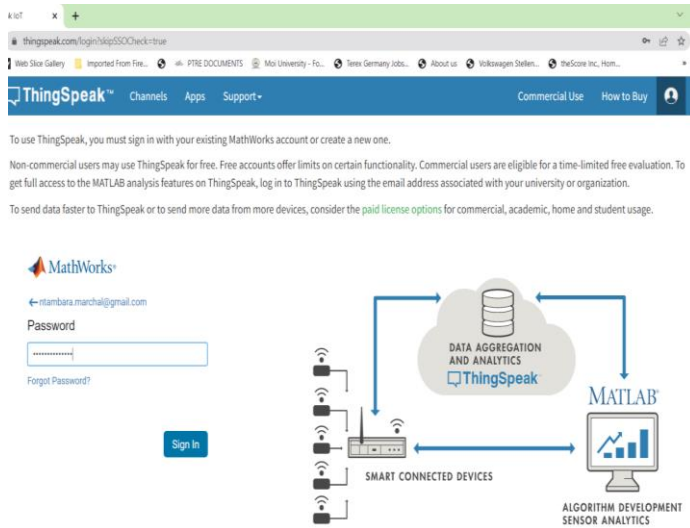 k IoT x +
thingspeak.com/login?skipSSOCheck=true
Web Slice Gallery Imported From Fire... PTRE DOCUMENTS Moi University - Fo... Terex Germany Jobs... About us Volkswagen Stellen... theScore Inc., Hom...
ThingSpeak™ Channels Apps Support Commercial Use How to Buy
To use ThingSpeak, you must sign in with your existing MathWorks account or create a new one.
Non-commercial users may use ThingSpeak for free. Free accounts offer limits on certain functionality. Commercial users are eligible for a time-limited free evaluation. To
get full access to the MATLAB analysis features on ThingSpeak, log in to ThingSpeak using the email address associated with your university or organization.
To send data faster to ThingSpeak or to send more data from more devices, consider the paid license options for commercial, academic, home and student usage.
MathWorks®
ntambara.marchal@gmail.com
Password
Forgot Password?
Sign In
DATA AGGREGATION
AND ANALYTICS
ThingSpeak
MATLAB®
SMART CONNECTED DEVICES
ALGORITHM DEVELOPMENT
SENSOR ANALYTICS